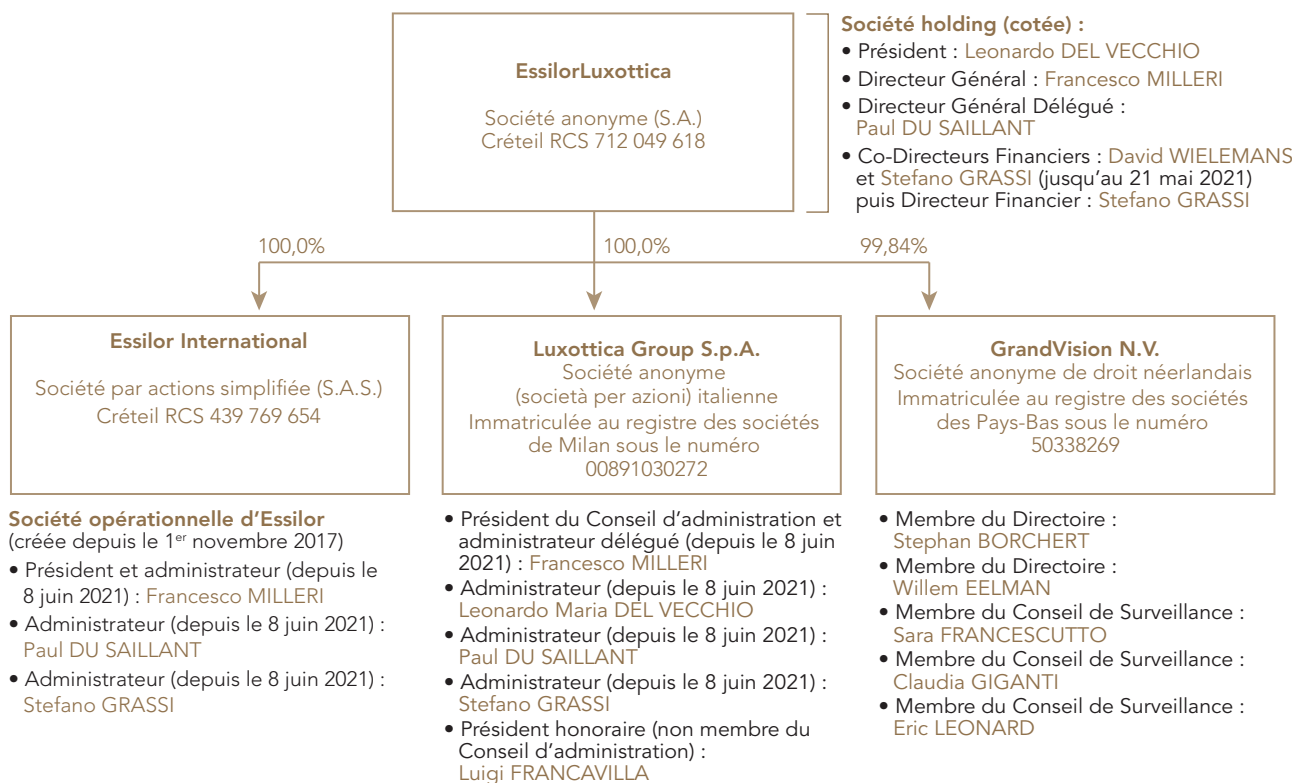 EssilorLuxottica
Société anonyme (S.A.)
Créteil RCS 712 049 618
Société holding (cotée) :
• Président : Leonardo DEL VECCHIO
• Directeur Général : Francesco MILLERI
• Directeur Général Délégué :
Paul DU SAILLANT
• Co-Directeurs Financiers : David WIELEMANS
et Stefano GRASSI (jusqu'au 21 mai 2021)
puis Directeur Financier : Stefano GRASSI
100,0%
100,0%
99,84%
Essilor International
Société par actions simplifiée (S.A.S.)
Créteil RCS 439 769 654
Société opérationnelle d'Essilor
(créée depuis le 1er novembre 2017)
• Président et administrateur (depuis le
8 juin 2021) : Francesco MILLERI
• Administrateur (depuis le 8 juin 2021) :
Paul DU SAILLANT
• Administrateur (depuis le 8 juin 2021) :
Stefano GRASSI
Luxottica Group S.p.A.
Société anonyme
(società per azioni) italienne
Immatriculée au registre des sociétés
de Milan sous le numéro
00891030272
• Président du Conseil d'administration et
administrateur délégué (depuis le 8 juin
2021) : Francesco MILLERI
• Administrateur (depuis le 8 juin 2021) :
Leonardo Maria DEL VECCHIO
• Administrateur (depuis le 8 juin 2021) :
Paul DU SAILLANT
• Administrateur (depuis le 8 juin 2021) :
Stefano GRASSI
• Président honoraire (non membre du
Conseil d'administration) :
Luigi FRANCAVILLA
GrandVision N.V.
Société anonyme de droit néerlandais
Immatriculée au registre des sociétés
des Pays-Bas sous le numéro
50338269
• Membre du Directoire :
Stephan BORCHERT
• Membre du Directoire :
Willem EELMAN
• Membre du Conseil de Surveillance :
Sara FRANCESCUTTO
• Membre du Conseil de Surveillance :
Claudia GIGANTI
• Membre du Conseil de Surveillance :
Eric LEONARD